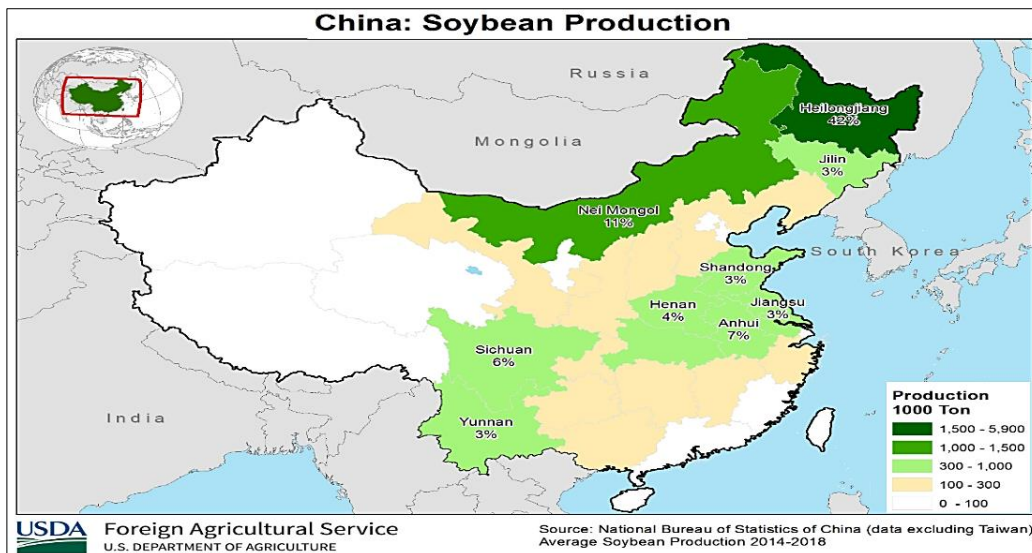 China: Soybean Production
Russia
Mongolia
Heilongjiang
42%
Jilin
3%
Nei Mongol
11%
South Korea
Shandong
3%
Henan
4%
Jiangsu
3%
Anhui
7%
Sichuan
6%
Yunnan
3%
India
Production
1000 Ton
1,500 - 5,900
1,000 - 1,500
300 - 1,000
100 - 300
0 - 100
USDA
Foreign Agricultural Service
U.S. DEPARTMENT OF AGRICULTURE
Source: National Bureau of Statistics of China (data excluding Taiwan)
Average Soybean Production 2014-2018